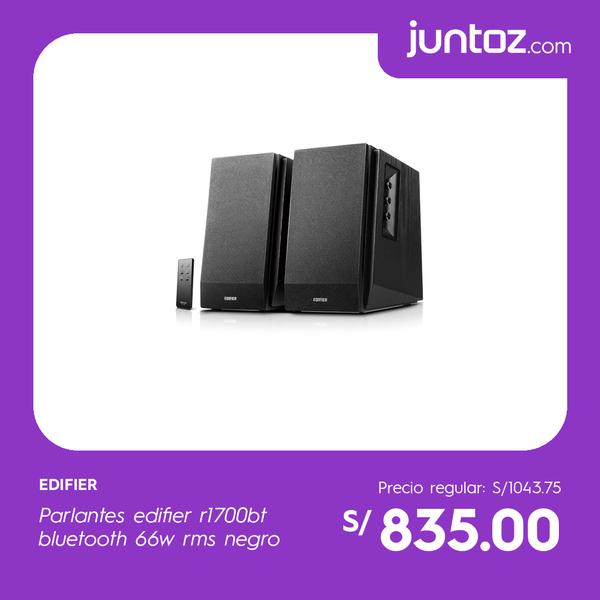 juntoz.com
EDIFIER
EDIFIER
EDIFIER
Parlantes edifier r1700bt
bluetooth 66w rms negro
Precio regular: S/1043.75
S/ 835.00